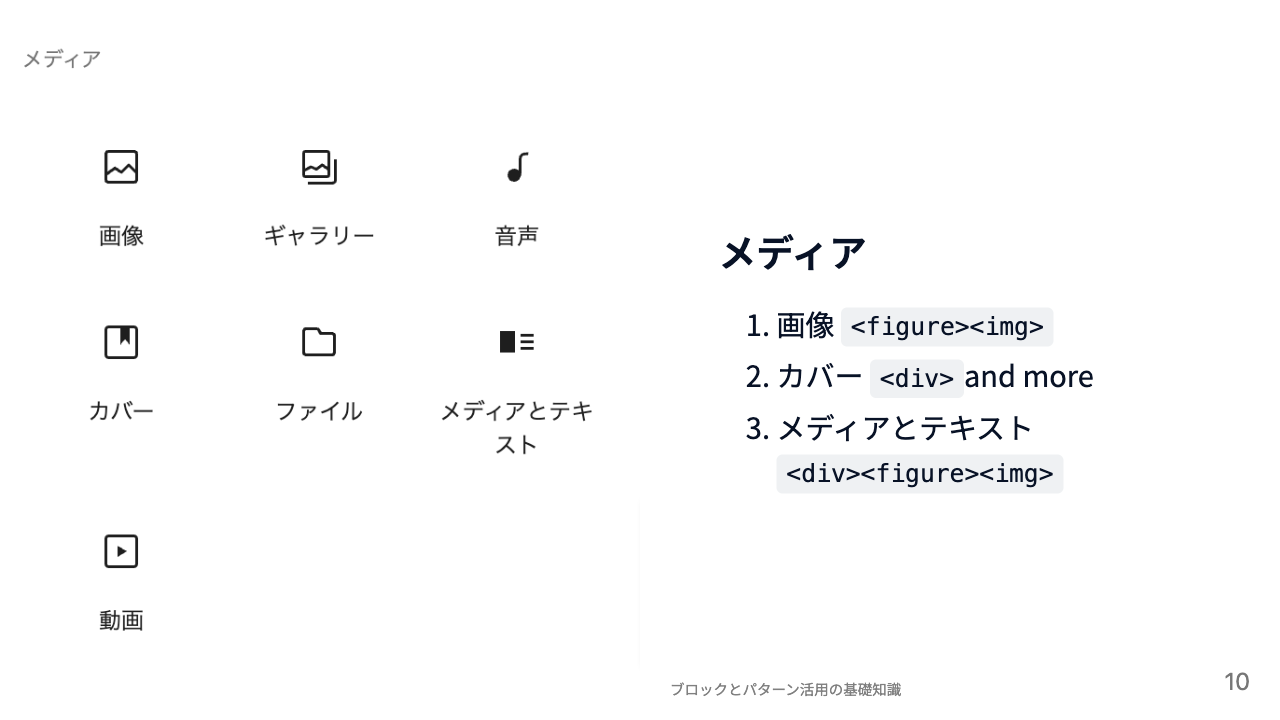 メディア
画像
ギャラリー
音声
カバー
ファイル
メディアとテキ
スト
動画
メディア
1. 画像 <figure><img>
2. カバー <div> and more
3. メディアとテキスト
<div><figure><img>
ブロックとパターン活用の基礎知識
10